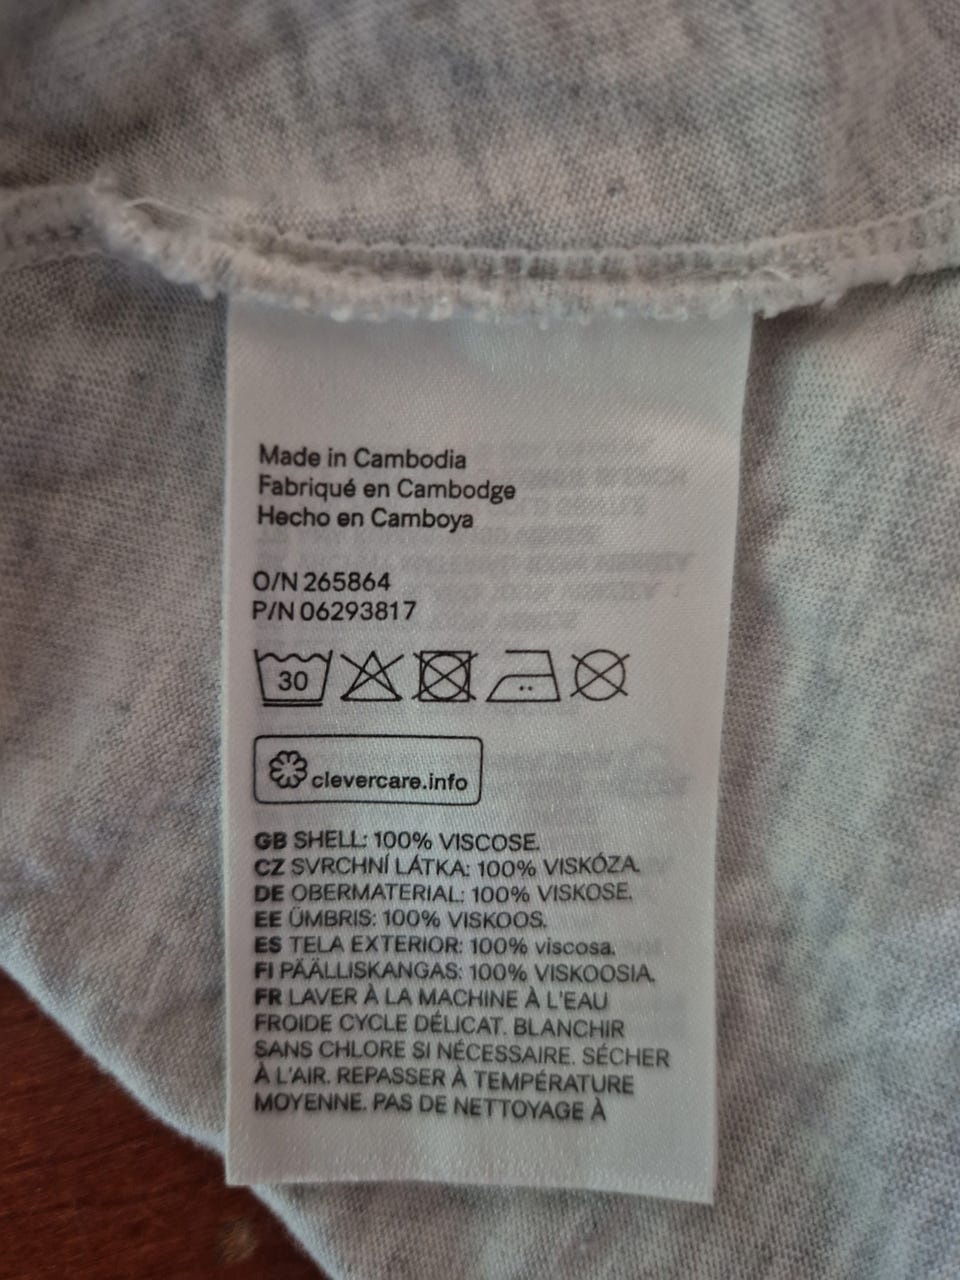 Made in Cambodia
Fabriqué en Cambodge
Hecho en Camboya
O/N 265864
P/N 06293817
30
clevercare.info
GB SHELL: 100% VISCOSE.
CZ SVRCHNÍ LÁTKA: 100% VISKÓZA.
DE OBERMATERIAL: 100% VISKOSE.
EE ÜMBRIS: 100% VISKOOS.
ES TELA EXTERIOR: 100% viscosa.
FI PÄÄLLISKANGAS: 100% VISKOOSIA.
FR LAVER À LA MACHINE À L'EAU
FROIDE CYCLE DÉLICAT. BLANCHIR
SANS CHLORE SI NÉCESSAIRE. SÉCHER
À L'AIR. REPASSER À TEMPÉRATURE
MOYENNE. PAS DE NETTOYAGE À